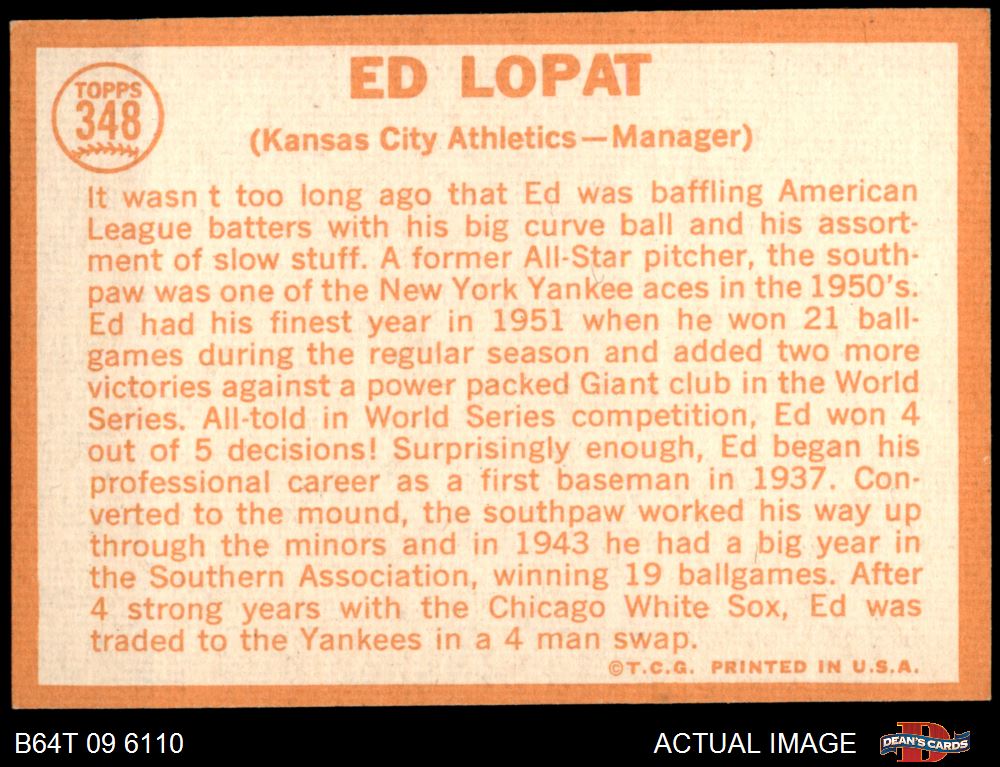 TOPPS
348
ED LOPAT
(Kansas City Athletics—Manager)
It wasn t too long ago that Ed was baffling American
League batters with his big curve ball and his assort-
ment of slow stuff. A former All-Star pitcher, the south-
paw was one of the New York Yankee aces in the 1950's.
Ed had his finest year in 1951 when he won 21 ball-
games during the regular season and added two more
victories against a power packed Giant club in the World
Series. All-told in World Series competition, Ed won 4
out of 5 decisions! Surprisingly enough, Ed began his
professional career as a first baseman in 1937. Con-
verted to the mound, the southpaw worked his way up
through the minors and in 1943 he had a big year in
the Southern Association, winning 19 ballgames. After
4 strong years with the Chicago White Sox, Ed was
traded to the Yankees in a 4 man swap.
©T.C.G. PRINTED IN U.S.A.
B64T 09 6110
ACTUAL IMAGE
D
DEAN'S CARDS